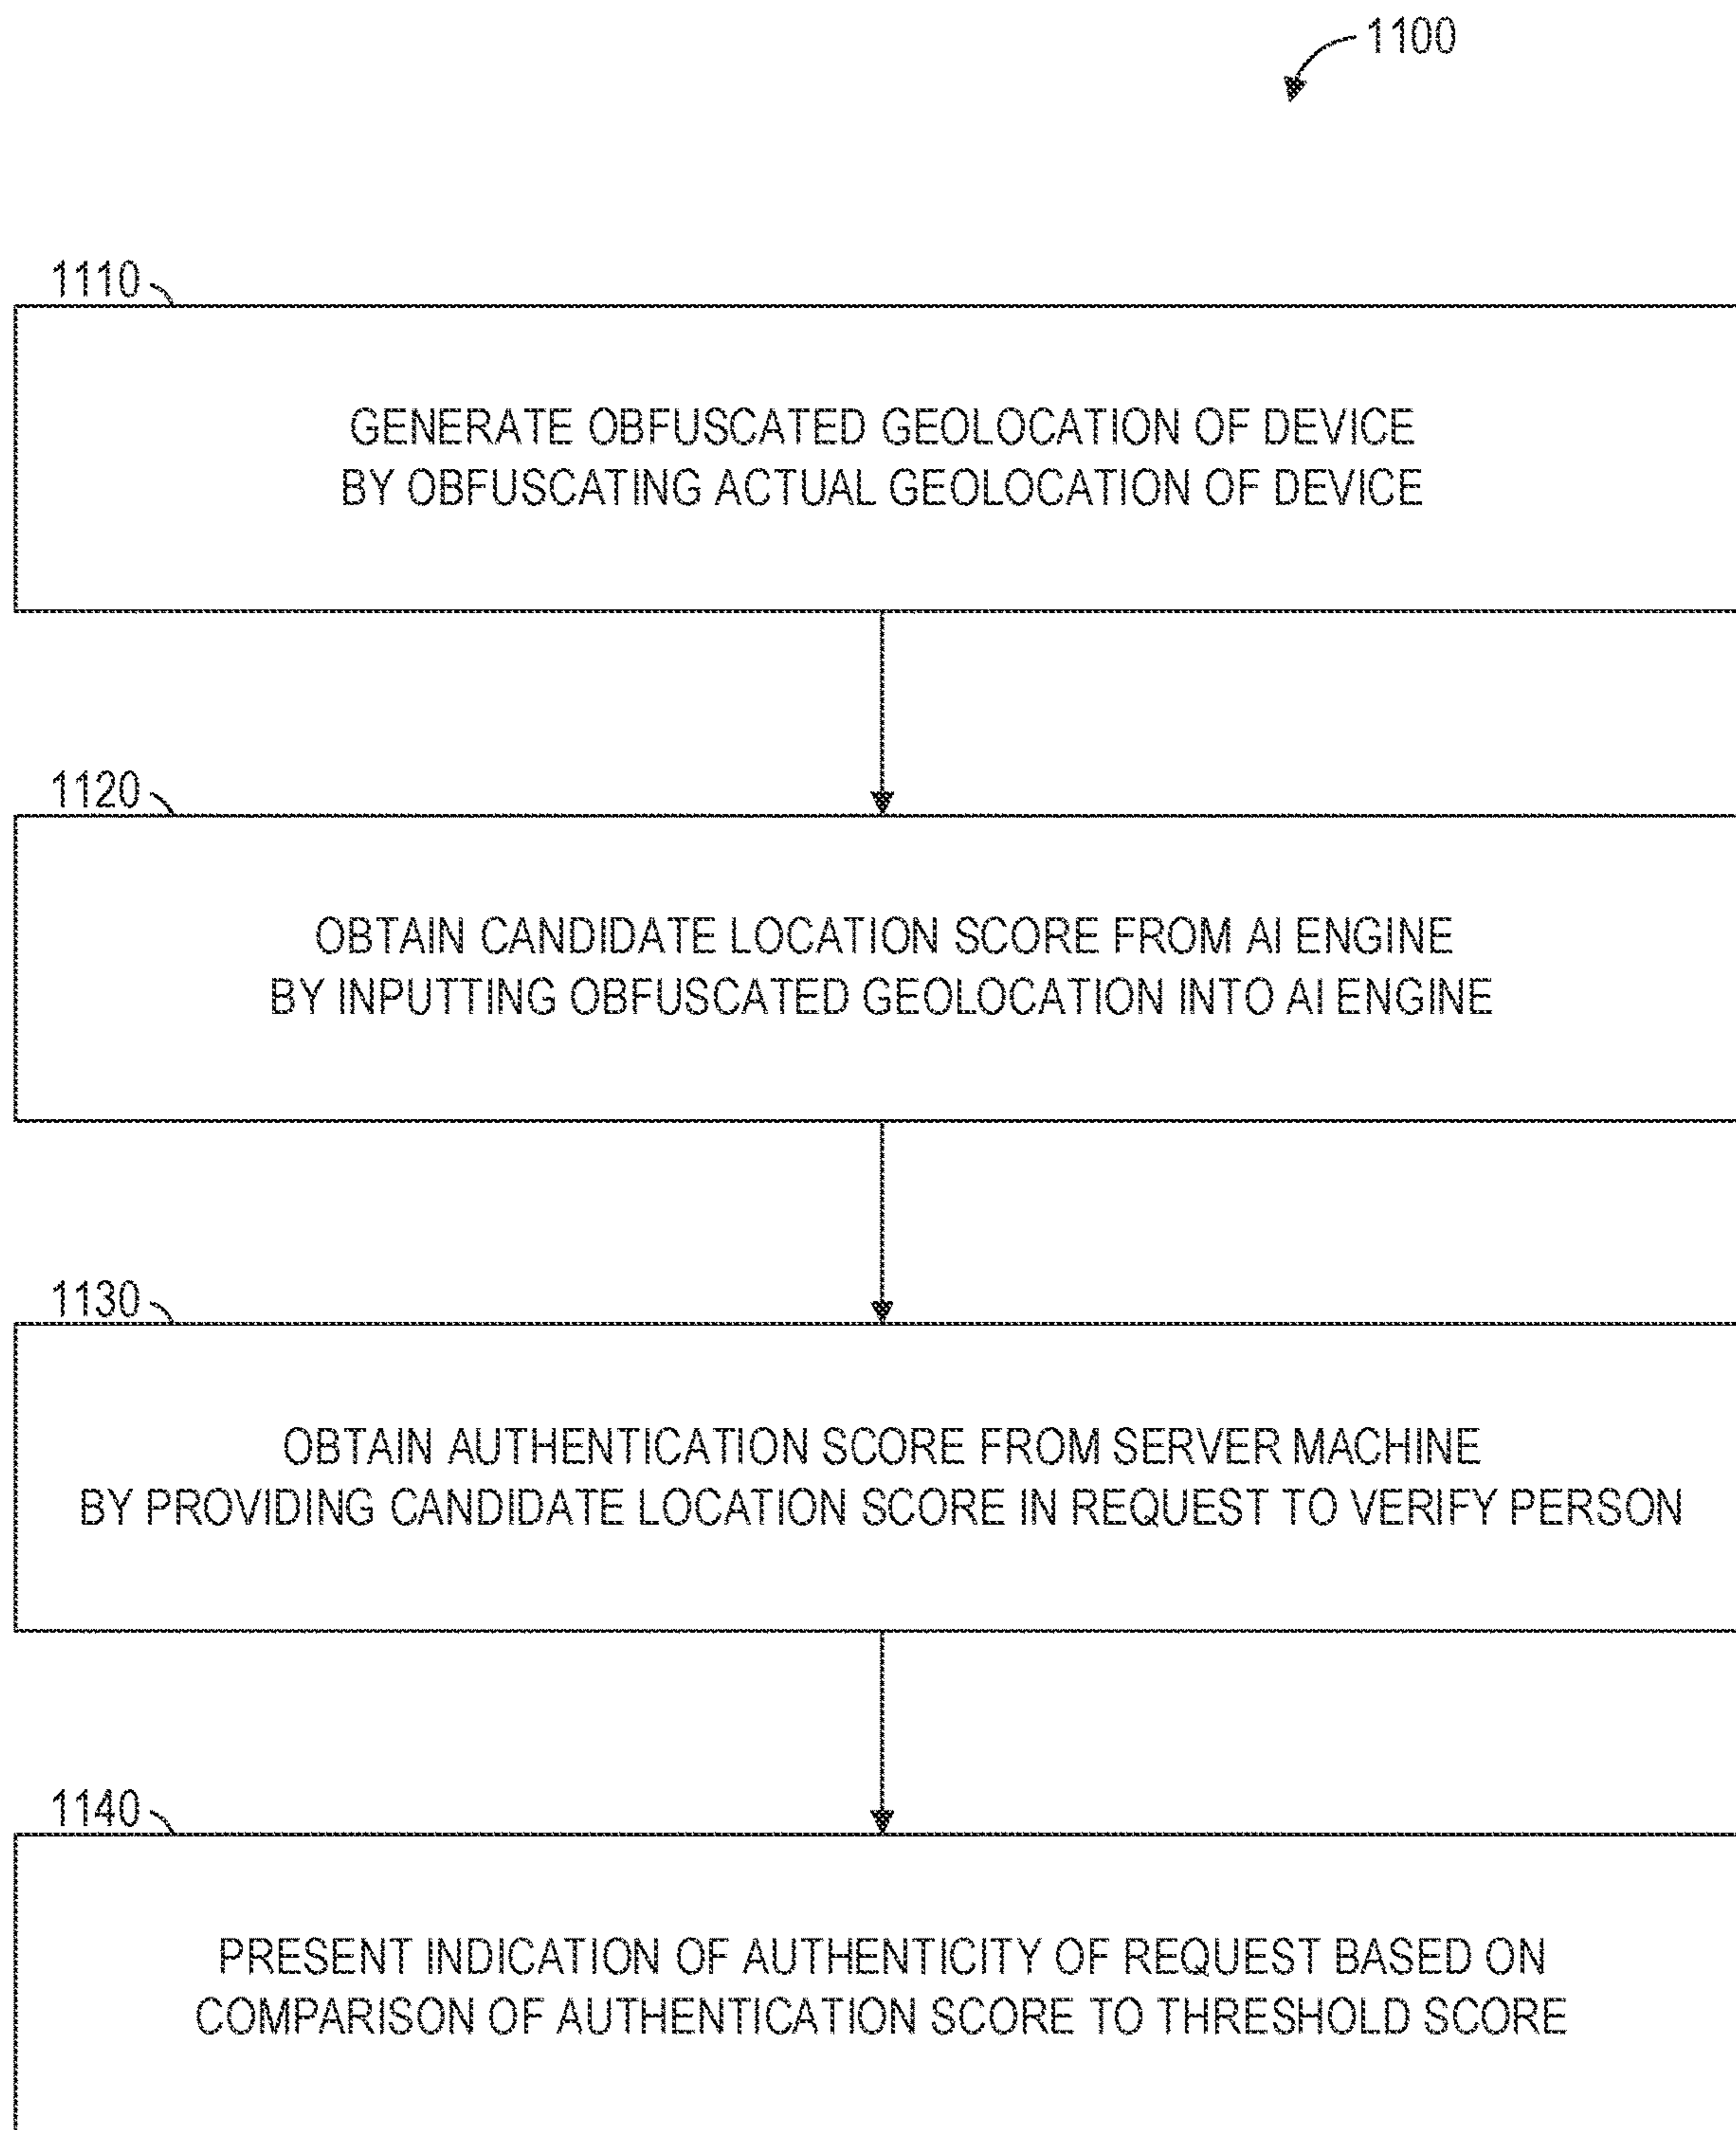 1100
1110
GENERATE OBFUSCATED GEOLOCATION OF DEVICE
BY OBFUSCATING ACTUAL GEOLOCATION OF DEVICE
1120
OBTAIN CANDIDATE LOCATION SCORE FROM AI ENGINE
BY INPUTTING OBFUSCATED GEOLOCATION INTO AI ENGINE
1130
OBTAIN AUTHENTICATION SCORE FROM SERVER MACHINE
BY PROVIDING CANDIDATE LOCATION SCORE IN REQUEST TO VERIFY PERSON
1140
PRESENT INDICATION OF AUTHENTICITY OF REQUEST BASED ON
COMPARISON OF AUTHENTICATION SCORE TO THRESHOLD SCORE